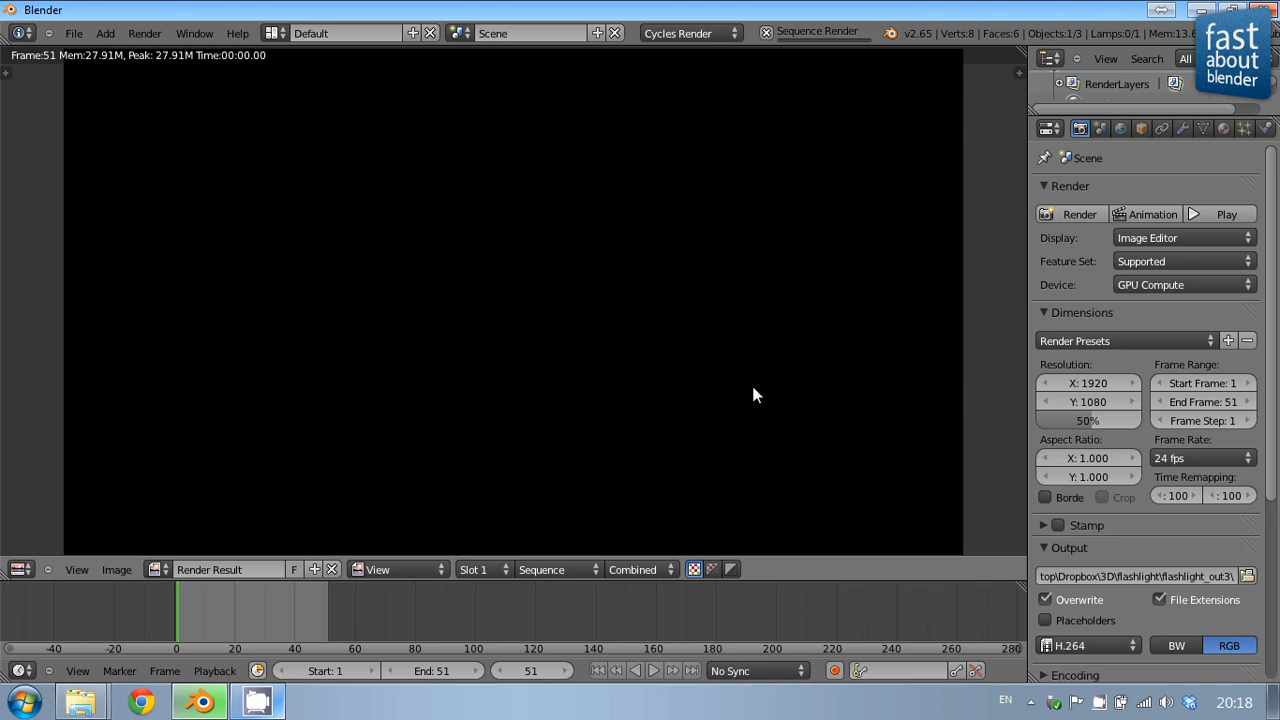 Blender
File Add Render Window Help Default Scene Cycles Render Sequence Render v2.65 | Verts:8 | Faces:6 | Objects:1/3 | Lamps:0/1 | Mem:13.6
fast
about
blender
Frame:51 Mem:27.91M, Peak: 27.91M Time:00:00.00
View Search All
RenderLayers
Scene
Render
Render Animation Play
Display: Image Editor
Feature Set: Supported
Device: GPU Compute
Dimensions
Render Presets
Resolution: Frame Range:
X: 1920 Start Frame: 1
Y: 1080 End Frame: 51
50% Frame Step: 1
Aspect Ratio: Frame Rate:
X: 1.000 24 fps
Y: 1.000 Time Remapping:
Borde Crop : 100 : 100
Stamp
Output
top\Dropbox\3D\flashlight\flashlight_out3\
Overwrite File Extensions
Placeholders
H.264 BW RGB
Encoding
View Image Render Result F View Slot 1 Sequence Combined
-40 -20 0 20 40 60 80 100 120 140 160 180 200 220 240 260 280
View Marker Frame Playback Start: 1 End: 51 51 No Sync
EN 20:18